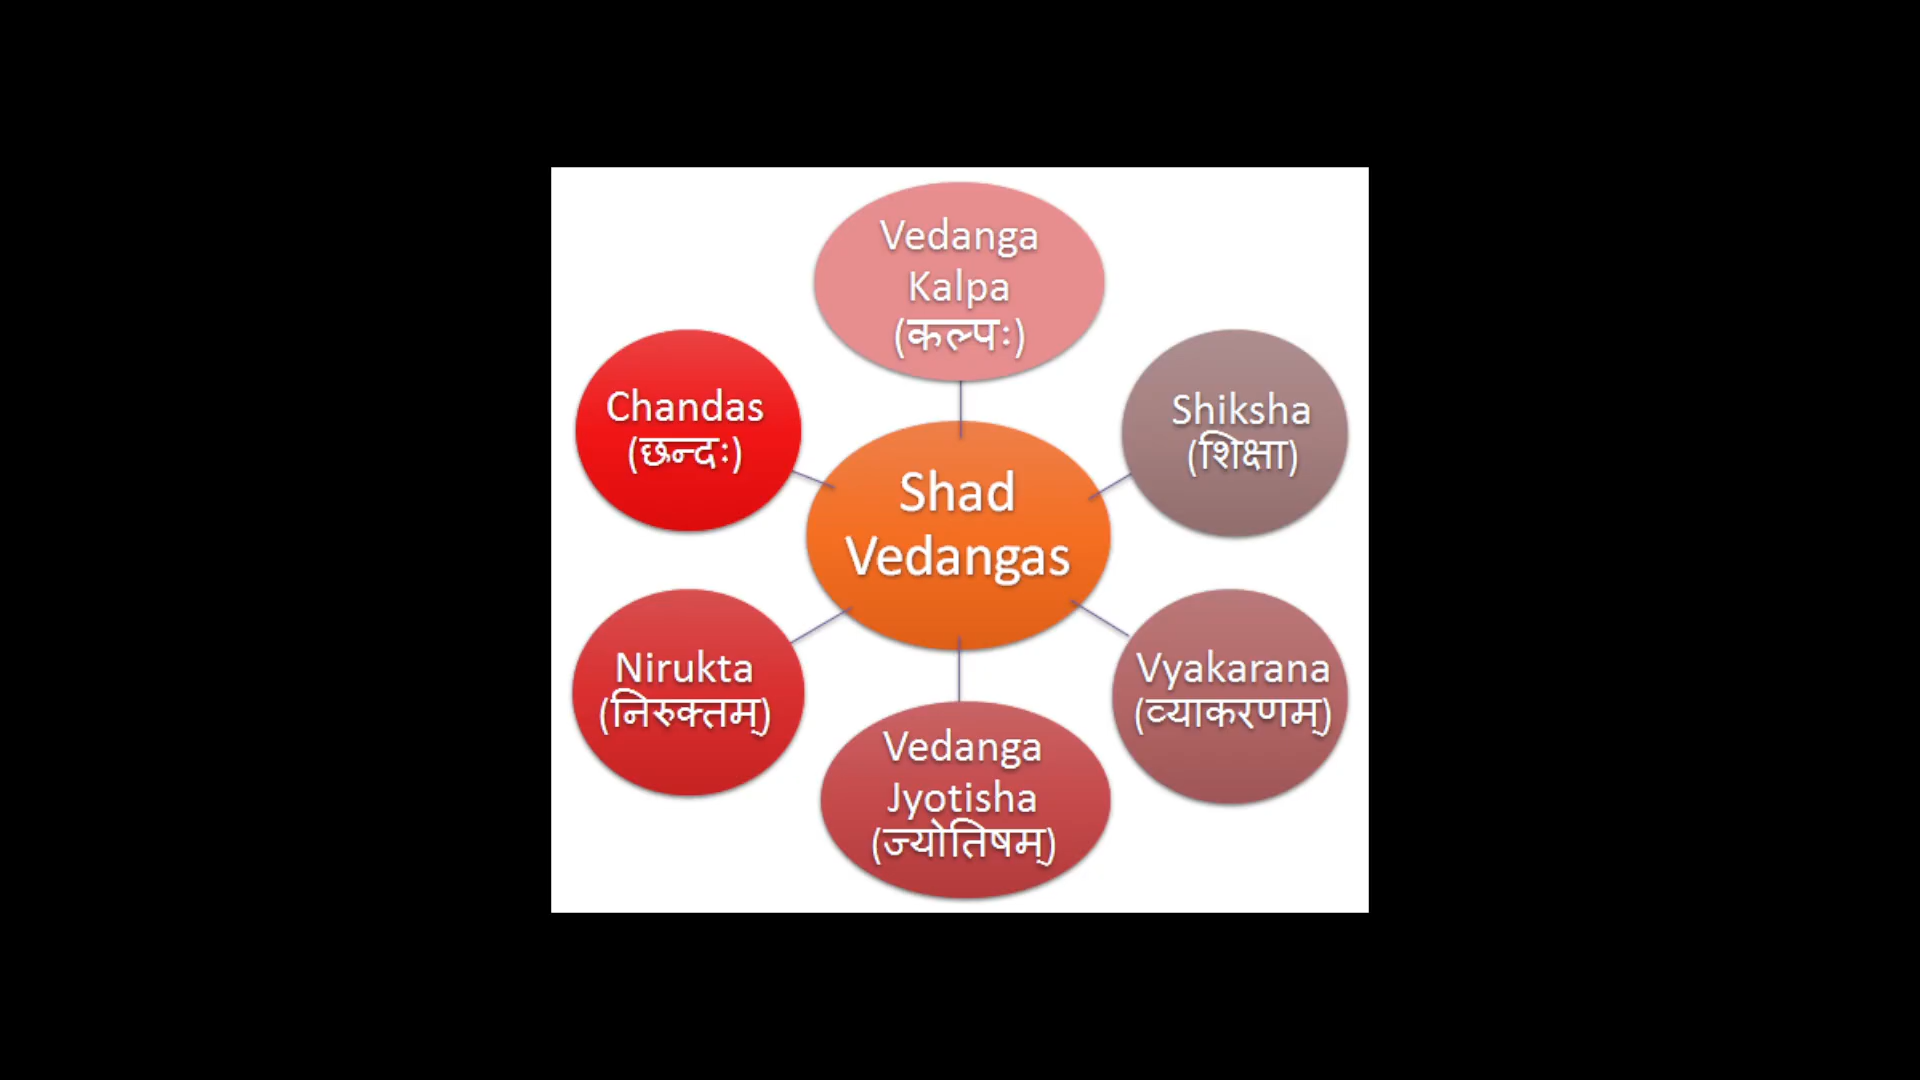 Vedanga
Kalpa
(कल्पः)
Chandas
(छन्दः)
Shiksha
(शिक्षा)
Shad
Vedangas
Nirukta
(निरुक्तम्)
Vyakarana
(व्याकरणम्)
Vedanga
Jyotisha
(ज्योतिषम्)